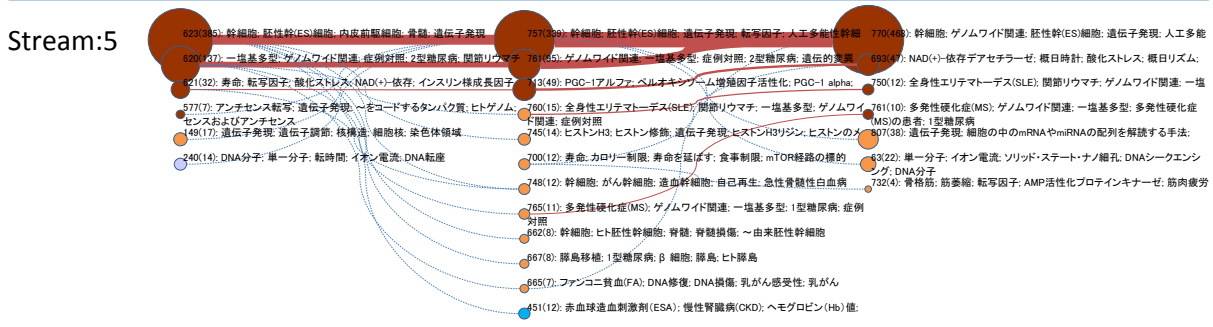 Stream:5
623(385): 幹細胞; 胚性幹(ES)細胞; 内皮前駆細胞; 骨髄; 遺伝子発現
620(137): 一塩基多型; ゲノムワイド関連; 症例対照; 2型糖尿病; 関節リウマチ
621(32): 寿命; 転写因子; 酸化ストレス; NAD(+)-依存; インスリン様成長因子
577(7): アンチセンス転写; 遺伝子発現; ～をコードするタンパク質; ヒトゲノム;
センスおよびアンチセンス
149(17): 遺伝子発現; 遺伝子調節; 核構造; 細胞核; 染色体領域
240(14): DNA分子; 単一分子; 転時間; イオン電流; DNA転座
757(339): 幹細胞; 胚性幹(ES)細胞; 遺伝子発現; 転写因子; 人工多能性幹細
761(95): ゲノムワイド関連; 一塩基多型; 症例対照; 2型糖尿病; 遺伝的変異
713(49): PGC-1アルファ; ペルオキシソーム増殖因子活性化; PGC-1 alpha;
760(15): 全身性エリテマトーデス(SLE); 関節リウマチ; 一塩基多型; ゲノムワイ
ド関連; 症例対照
745(14): ヒストンH3; ヒストン修飾; 遺伝子発現; ヒストンH3リジン; ヒストンのメ
700(12): 寿命; カロリー制限; 寿命を延ばす; 食事制限; mTOR経路の標的
748(12): 幹細胞; がん幹細胞; 造血幹細胞; 自己再生; 急性骨髄性白血病
765(11): 多発性硬化症(MS); ゲノムワイド関連; 一塩基多型; 1型糖尿病; 症例
対照
662(8): 幹細胞; ヒト胚性幹細胞; 脊髄; 脊髄損傷; ～由来胚性幹細胞
667(8): 膵島移植; 1型糖尿病; β 細胞; 膵島; ヒト膵島
665(7): ファンコニ貧血(FA); DNA修復; DNA損傷; 乳がん感受性; 乳がん
451(12): 赤血球造血刺激剤(ESA); 慢性腎臓病(CKD); ヘモグロビン(Hb)値;
770(468): 幹細胞; ゲノムワイド関連; 胚性幹(ES)細胞; 遺伝子発現; 人工多能
693(47): NAD(+)-依存デアセチラーゼ; 概日時計; 酸化ストレス; 概日リズム;
750(12): 全身性エリテマトーデス(SLE); 関節リウマチ; ゲノムワイド関連; 一塩
761(10): 多発性硬化症(MS); ゲノムワイド関連; 一塩基多型; 多発性硬化症
(MS)の患者; 1型糖尿病
807(38): 遺伝子発現; 細胞の中のmRNAやmiRNAの配列を解読する手法;
63(22): 単一分子; イオン電流; ソリッド・ステート・ナノ細孔; DNAシークエンシ
ング; DNA分子
732(4): 骨格筋; 筋萎縮; 転写因子; AMP活性化プロテインキナーゼ; 筋肉疲労